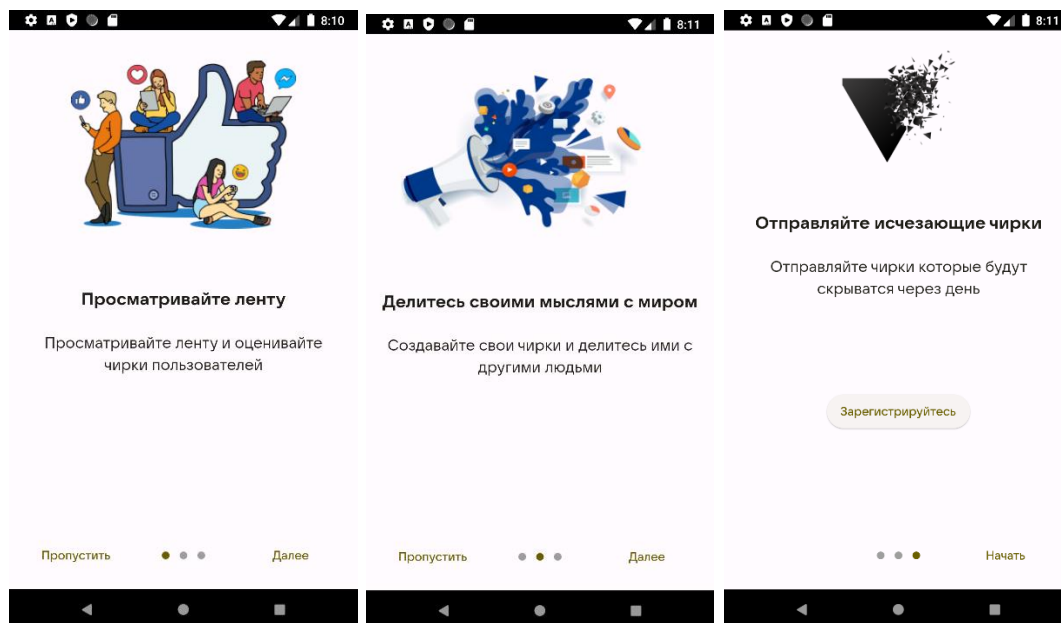 8:10
Просматривайте ленту
Просматривайте ленту и оценивайте
чирки пользователей
Пропустить
Далее
8:11
Делитесь своими мыслями с миром
Создавайте свои чирки и делитесь ими с
другими людьми
Пропустить
Далее
8:11
Отправляйте исчезающие чирки
Отправляйте чирки которые будут
скрыватся через день
Зарегистрируйтесь
Начать